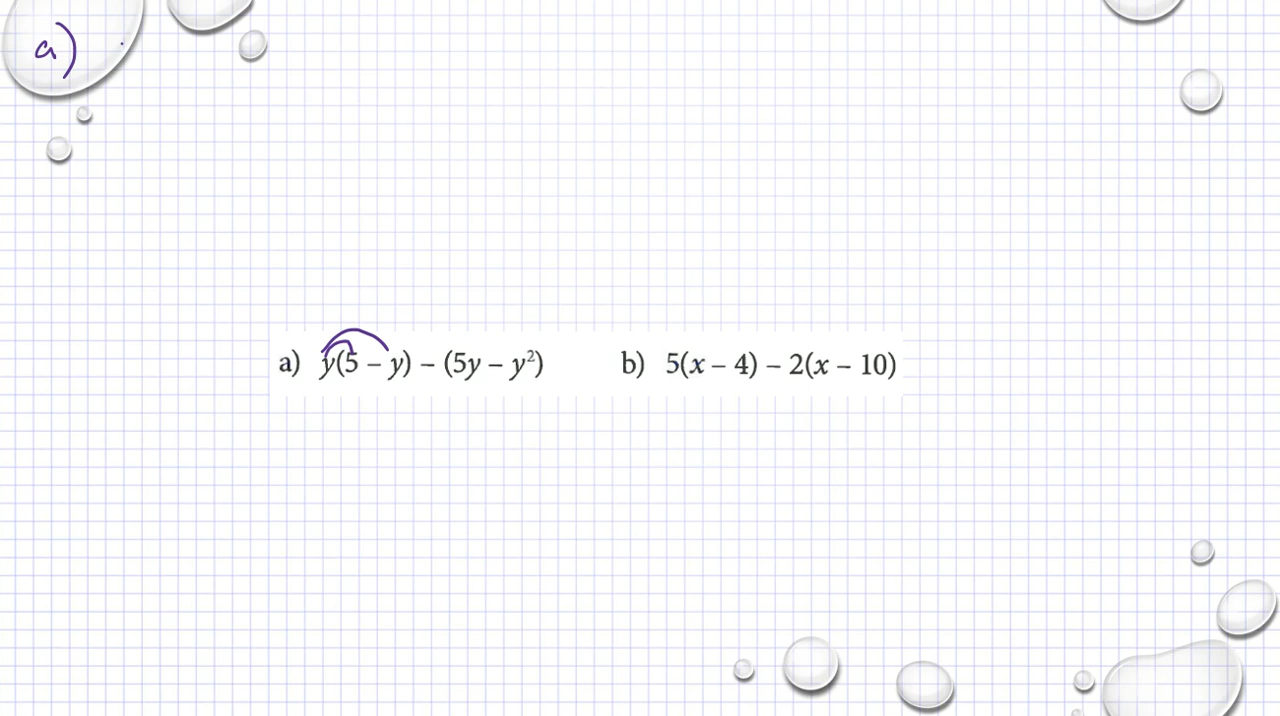 a)
a) y(5 – y) – (5y – y²) b) 5(x – 4) – 2(x – 10)